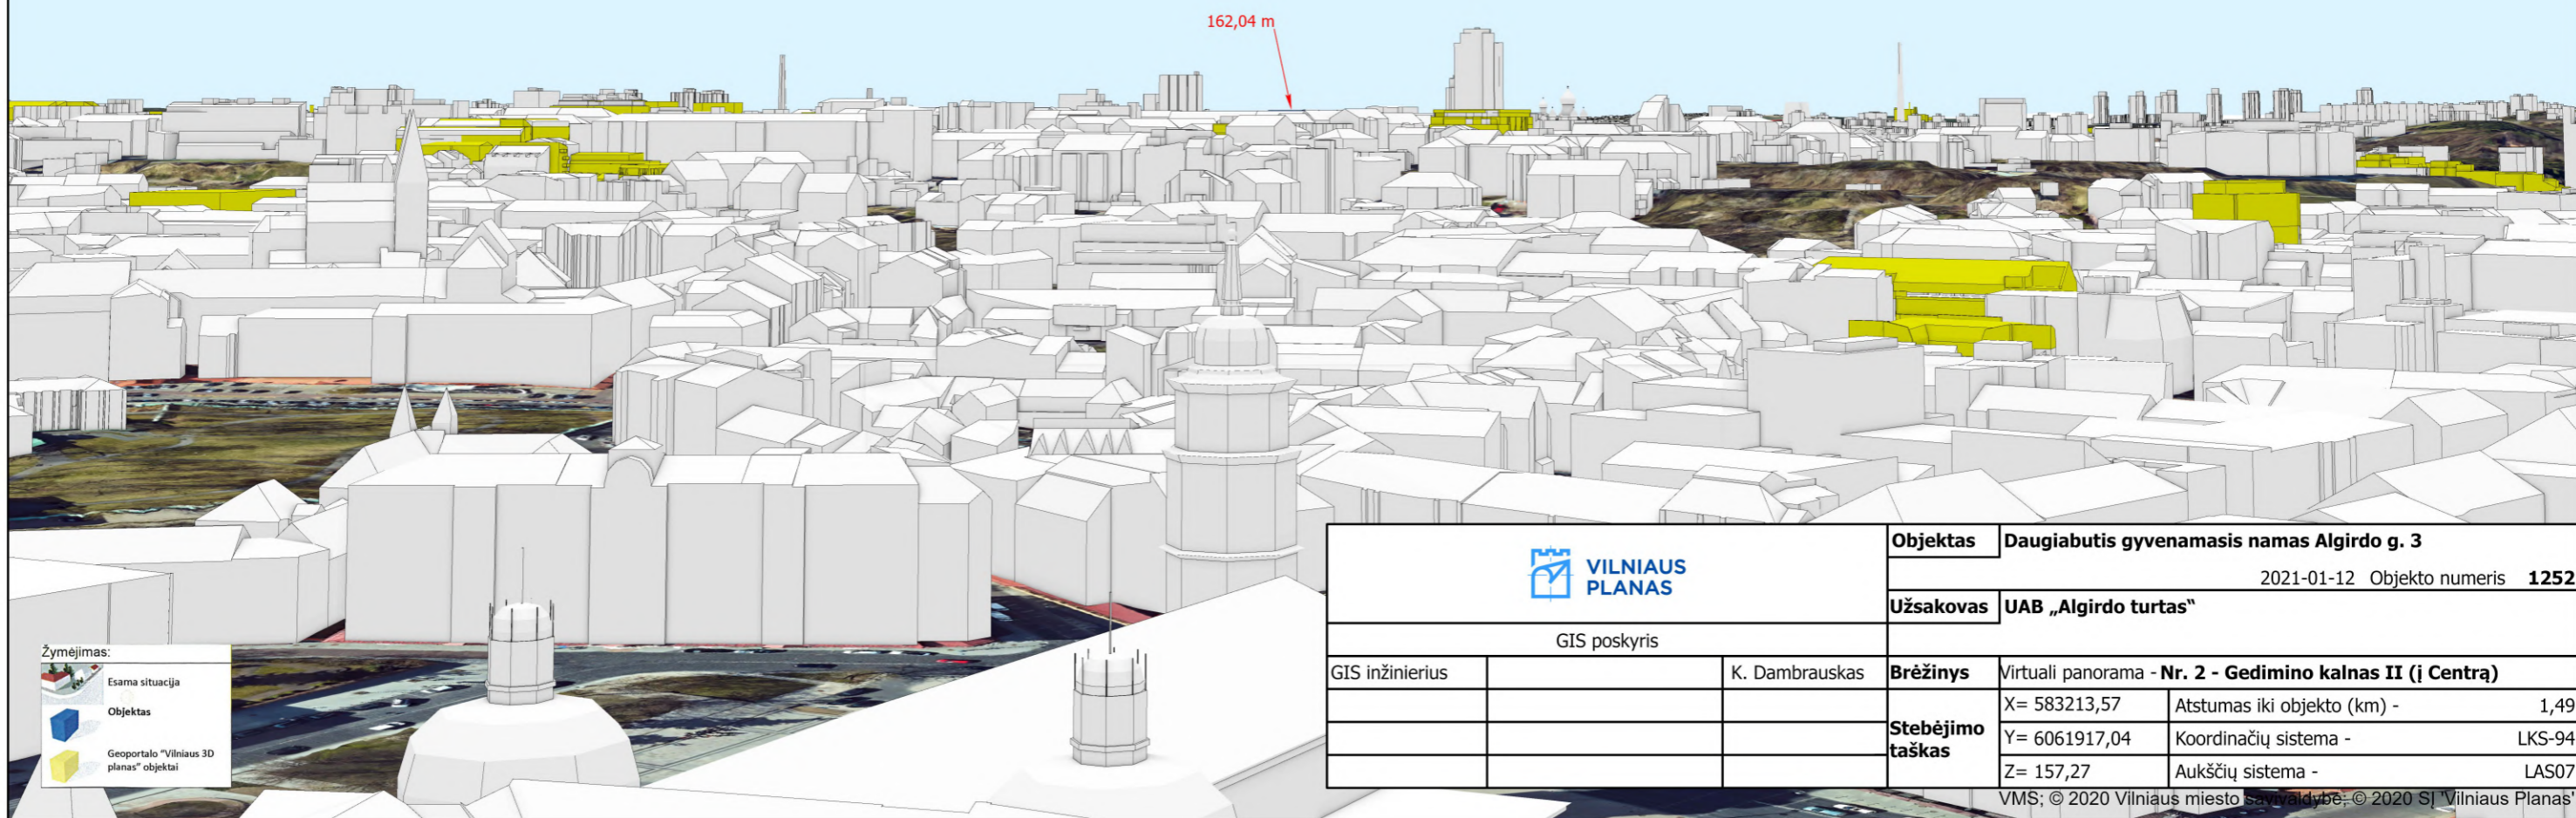 162,04 m
VILNIAUS
PLANAS
GIS poskyris
GIS inžinierius K. Dambrauskas
Objektas Daugiabutis gyvenamasis namas Algirdo g. 3
2021-01-12 Objekto numeris 1252
Užsakovas UAB „Algirdo turtas“
Brėžinys Virtuali panorama - Nr. 2 - Gedimino kalnas II (į Centrą)
Stebėjimo taškas
X= 583213,57 Atstumas iki objekto (km) - 1,49
Y= 6061917,04 Koordinačių sistema - LKS-94
Z= 157,27 Aukščių sistema - LAS07
Žymėjimas:
Esama situacija
Objektas
Geoportalo "Vilniaus 3D
planas" objektai
VMS; © 2020 Vilniaus miesto savivaldybė; © 2020 SĮ 'Vilniaus Planas'